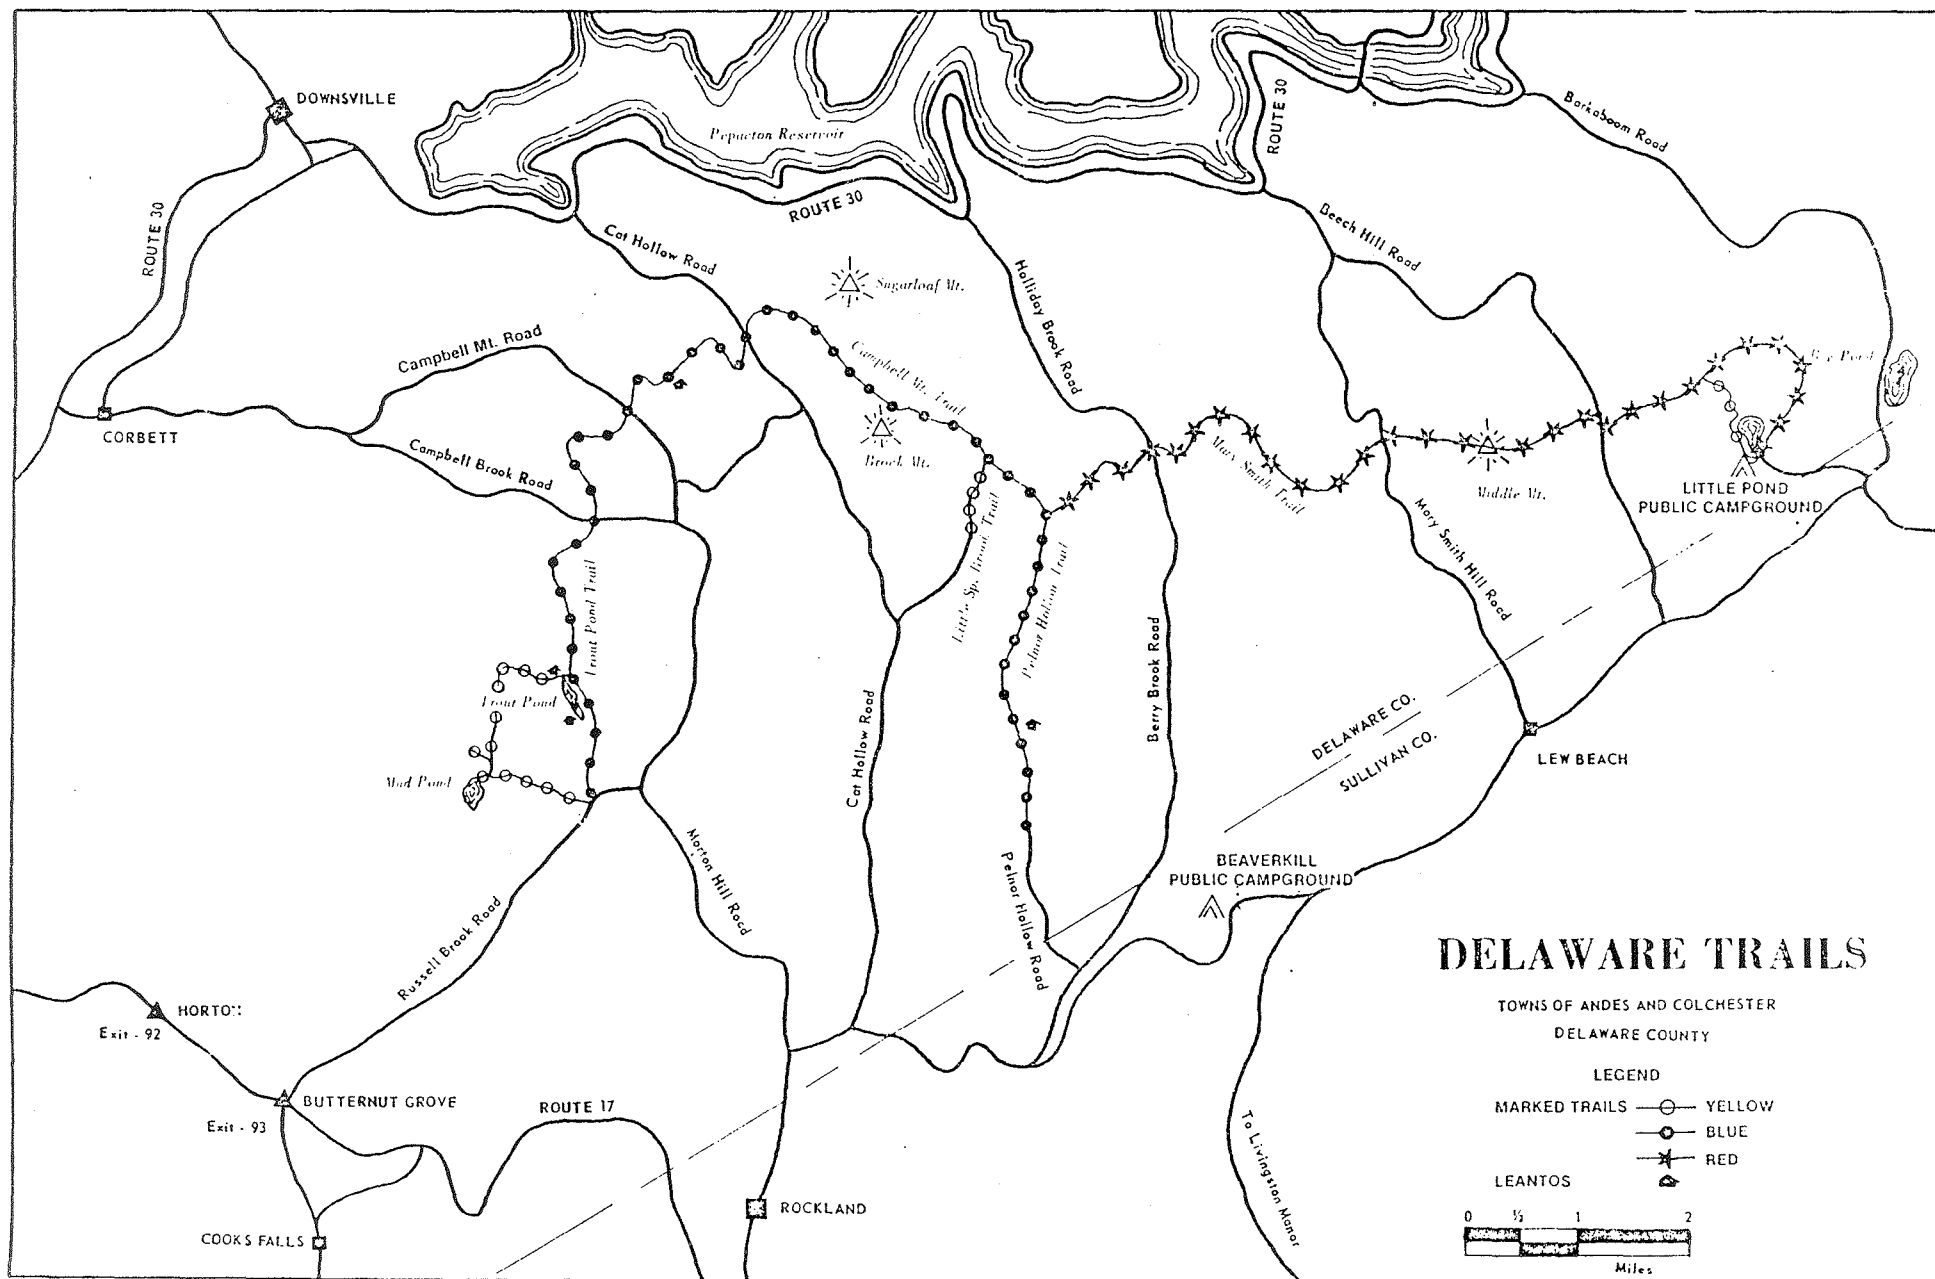 DOWNSVILLE
Pepacton Reservoir
ROUTE 30
Barkaboom Road
ROUTE 30
ROUTE 30
Cat Hollow Road
Beech Hill Road
Sugarloaf Mt.
Holliday Brook Road
Campbell Mt. Road
Campbell Mt. Trail
CORBETT
Campbell Brook Road
Brock Mt.
Mary Smith Trail
Middle Mt.
LITTLE POND
PUBLIC CAMPGROUND
Mary Smith Hill Road
Trout Pond Trail
Pelnor Hollow Trail
Trout Pond
Mud Pond
Cat Hollow Road
Berry Brook Road
DELAWARE CO.
SULLIVAN CO.
LEW BEACH
Morton Hill Road
Pelnor Hollow Road
BEAVERKILL
PUBLIC CAMPGROUND
Russell Brook Road
HORTON
Exit - 92
BUTTERNUT GROVE
Exit - 93
ROUTE 17
COOKS FALLS
ROCKLAND
To Livingston Manor
DELAWARE TRAILS
TOWNS OF ANDES AND COLCHESTER
DELAWARE COUNTY
LEGEND
MARKED TRAILS YELLOW
BLUE
RED
LEANTOS
0 ½ 1 2
Miles